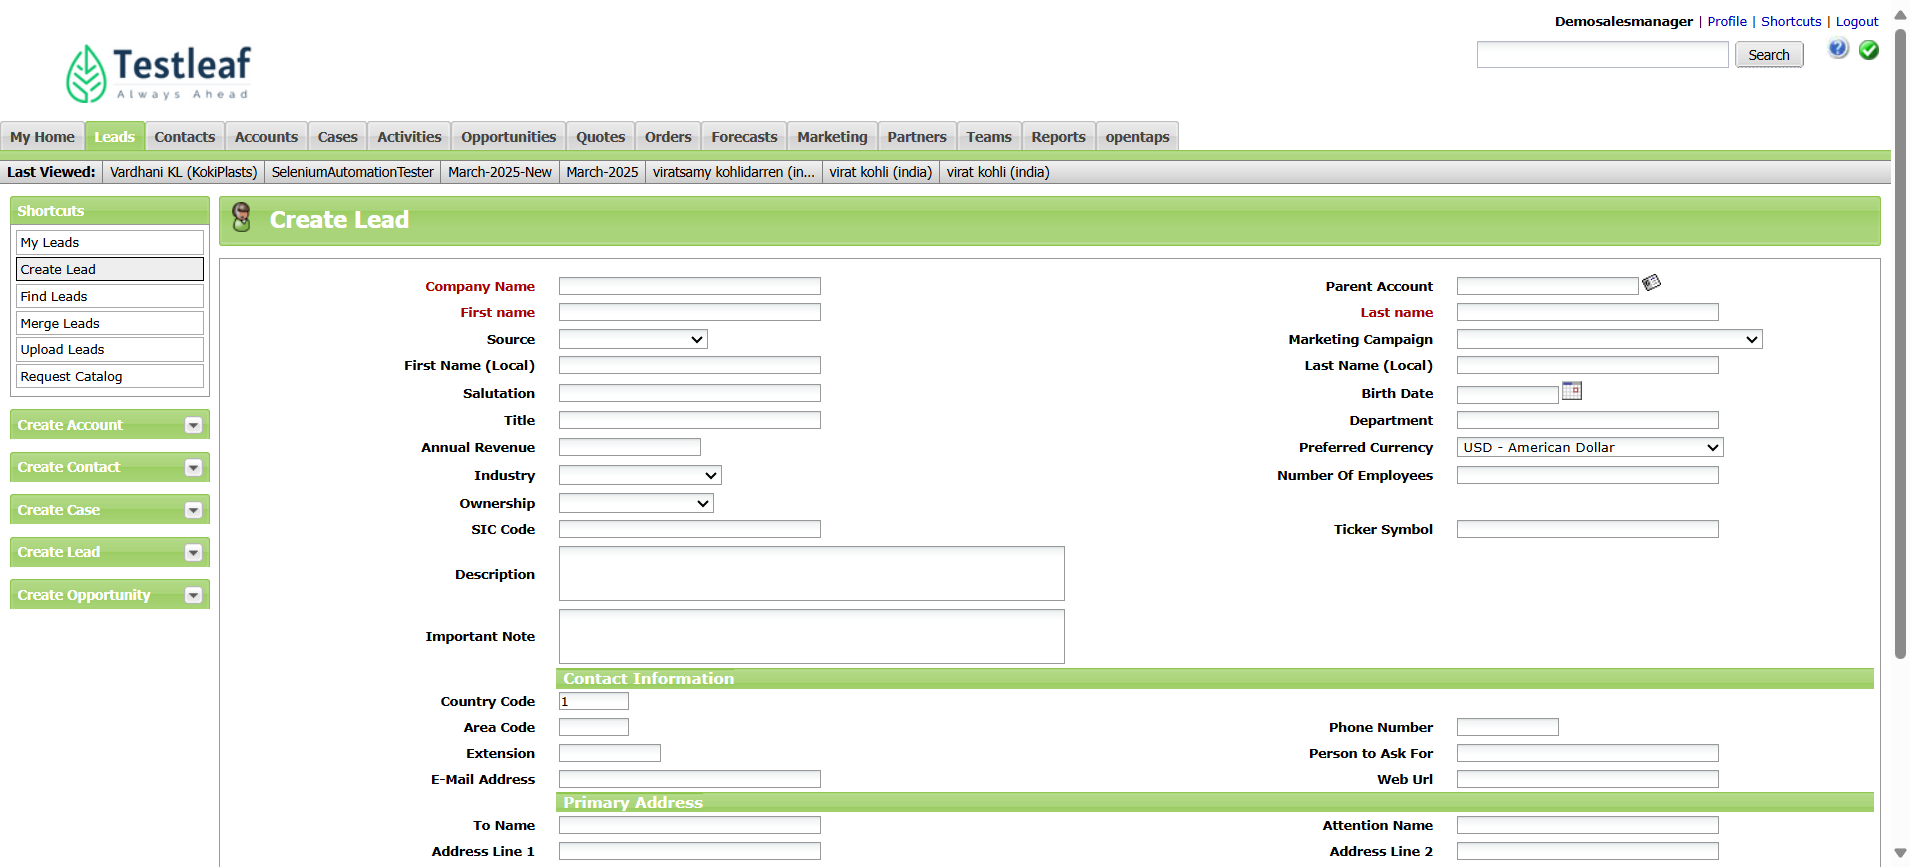 Demosalesmanager | Profile | Shortcuts | Logout
Testleaf
Always Ahead
Search
My Home Leads Contacts Accounts Cases Activities Opportunities Quotes Orders Forecasts Marketing Partners Teams Reports opentaps
Last Viewed: Vardhani KL (KokiPlasts) SeleniumAutomationTester March-2025-New March-2025 viratsamy kohlidarren (in... virat kohli (india) virat kohli (india)
Shortcuts
My Leads
Create Lead
Find Leads
Merge Leads
Upload Leads
Request Catalog
Create Account
Create Contact
Create Case
Create Lead
Create Opportunity
Create Lead
Company Name Parent Account
First name Last name
Source Marketing Campaign
First Name (Local) Last Name (Local)
Salutation Birth Date
Title Department
Annual Revenue Preferred Currency USD - American Dollar
Industry Number Of Employees
Ownership
SIC Code Ticker Symbol
Description
Important Note
Contact Information
Country Code 1
Area Code Phone Number
Extension Person to Ask For
E-Mail Address Web Url
Primary Address
To Name Attention Name
Address Line 1 Address Line 2